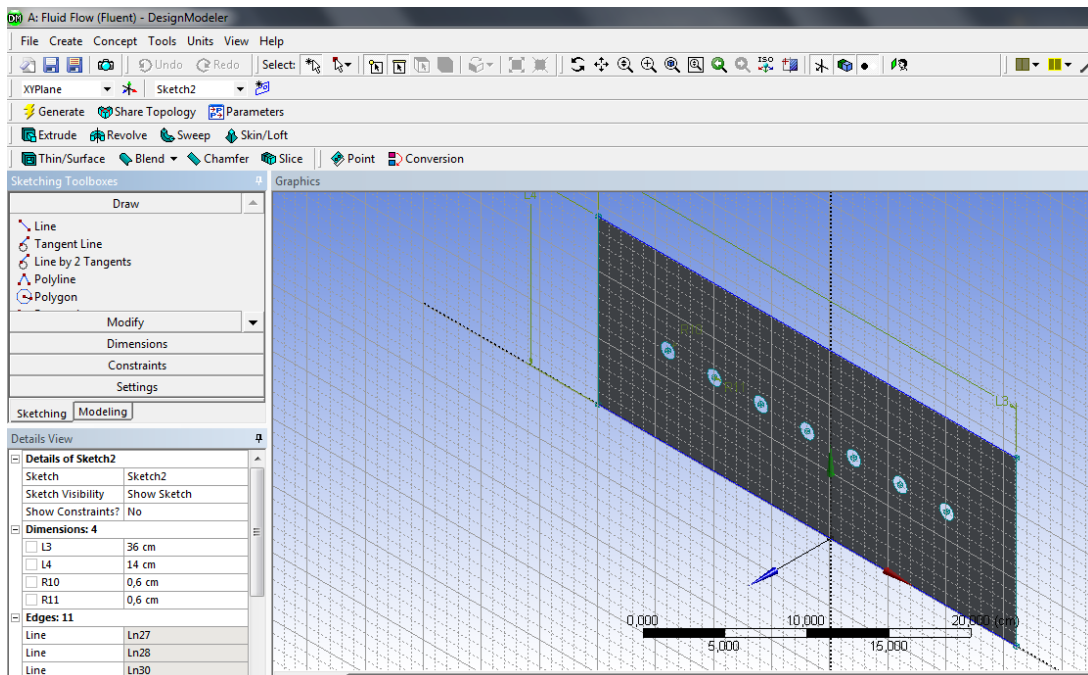 A: Fluid Flow (Fluent) - DesignModeler
File Create Concept Tools Units View Help
Undo Redo Select:
XYPlane Sketch2
Generate Share Topology Parameters
Extrude Revolve Sweep Skin/Loft
Thin/Surface Blend Chamfer Slice Point Conversion
Sketching Toolboxes
Draw
Line
Tangent Line
Line by 2 Tangents
Polyline
Polygon
Modify
Dimensions
Constraints
Settings
Sketching Modeling
Details View
Details of Sketch2
Sketch Sketch2
Sketch Visibility Show Sketch
Show Constraints? No
Dimensions: 4
L3 36 cm
L4 14 cm
R10 0,6 cm
R11 0,6 cm
Edges: 11
Line Ln27
Line Ln28
Line Ln30
Graphics
L4
L3
0,000 10,000 20,000 (cm)
5,000 15,000